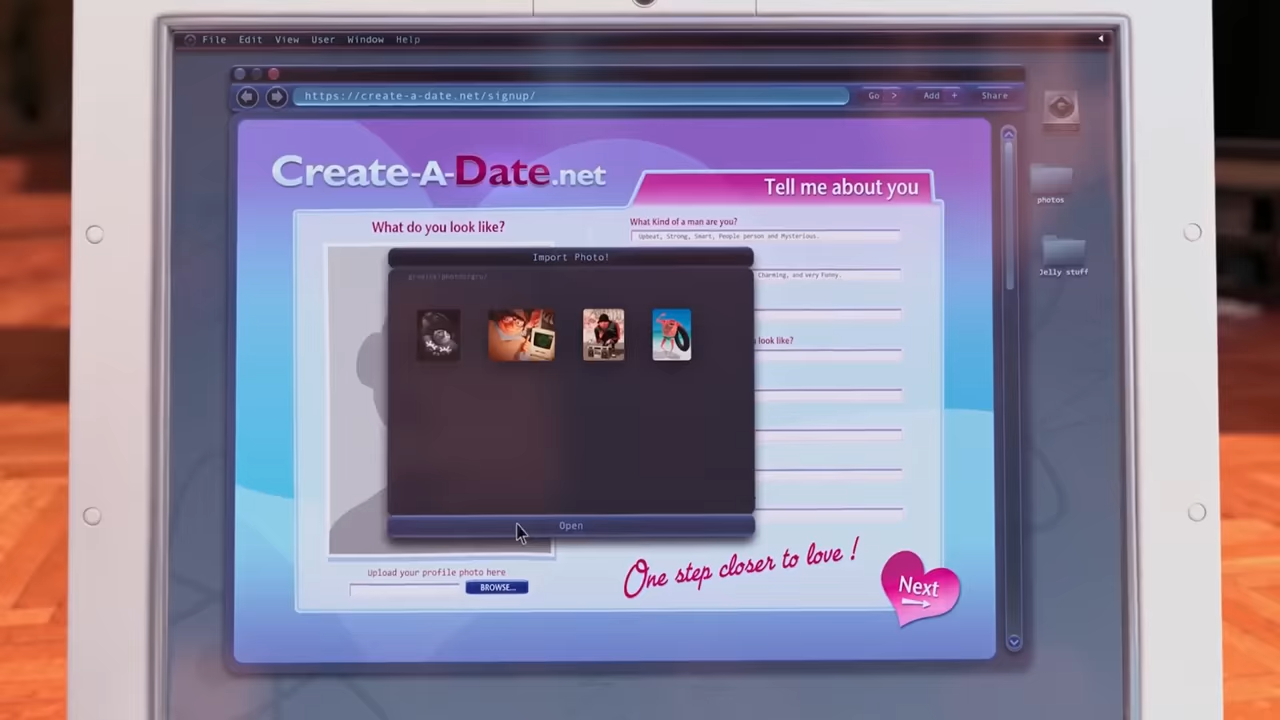 File Edit View User Window Help
https://create-a-date.net/signup/
Go > Add + Share
Create-A-Date.net
Tell me about you
photos
Jelly stuff
What do you look like?
What Kind of a man are you?
Upbeat, Strong, Smart, People person and Mysterious.
Import Photo!
Charming, and very Funny.
look like?
Open
One step closer to love !
Upload your profile photo here
BROWSE...
Next